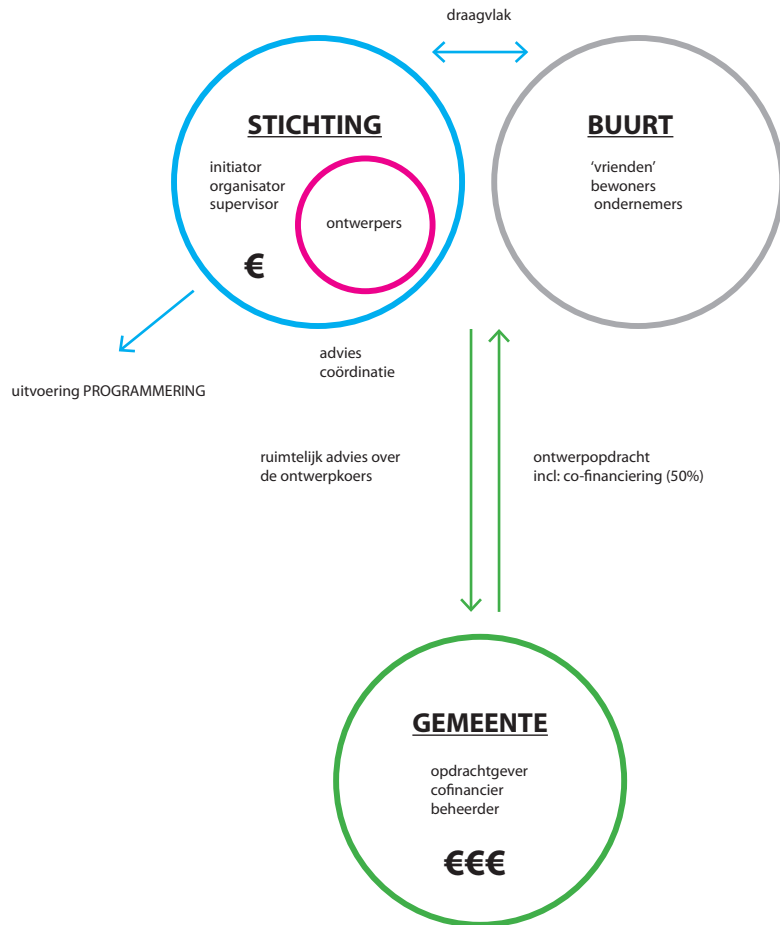 draagvlak
STICHTING
initiator
organisator
supervisor
ontwerpers
€
BUURT
‘vrienden’
bewoners
ondernemers
uitvoering PROGRAMMERING
advies
coördinatie
ruimtelijk advies over
de ontwerpkoers
ontwerpopdracht
incl: co-financiering (50%)
GEMEENTE
opdrachtgever
cofinancier
beheerder
€€€